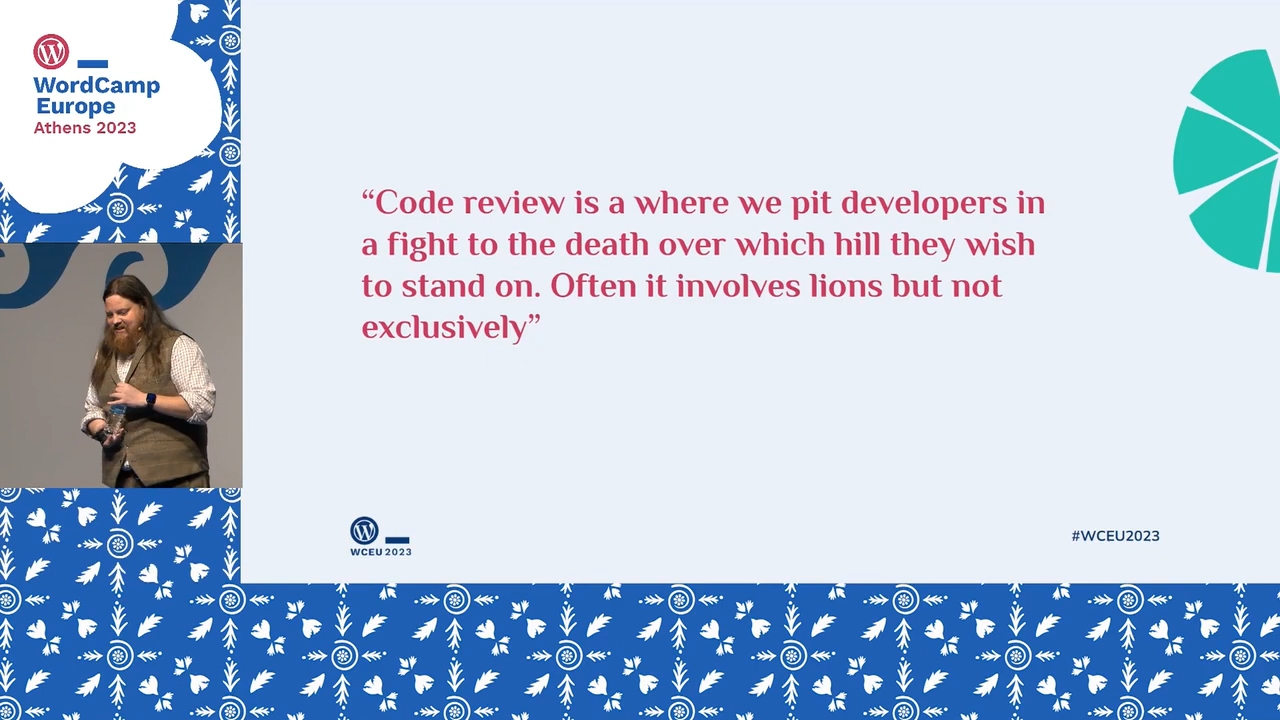 WordCamp
Europe
Athens 2023
“Code review is a where we pit developers in
a fight to the death over which hill they wish
to stand on. Often it involves lions but not
exclusively”
WCEU 2023
#WCEU2023